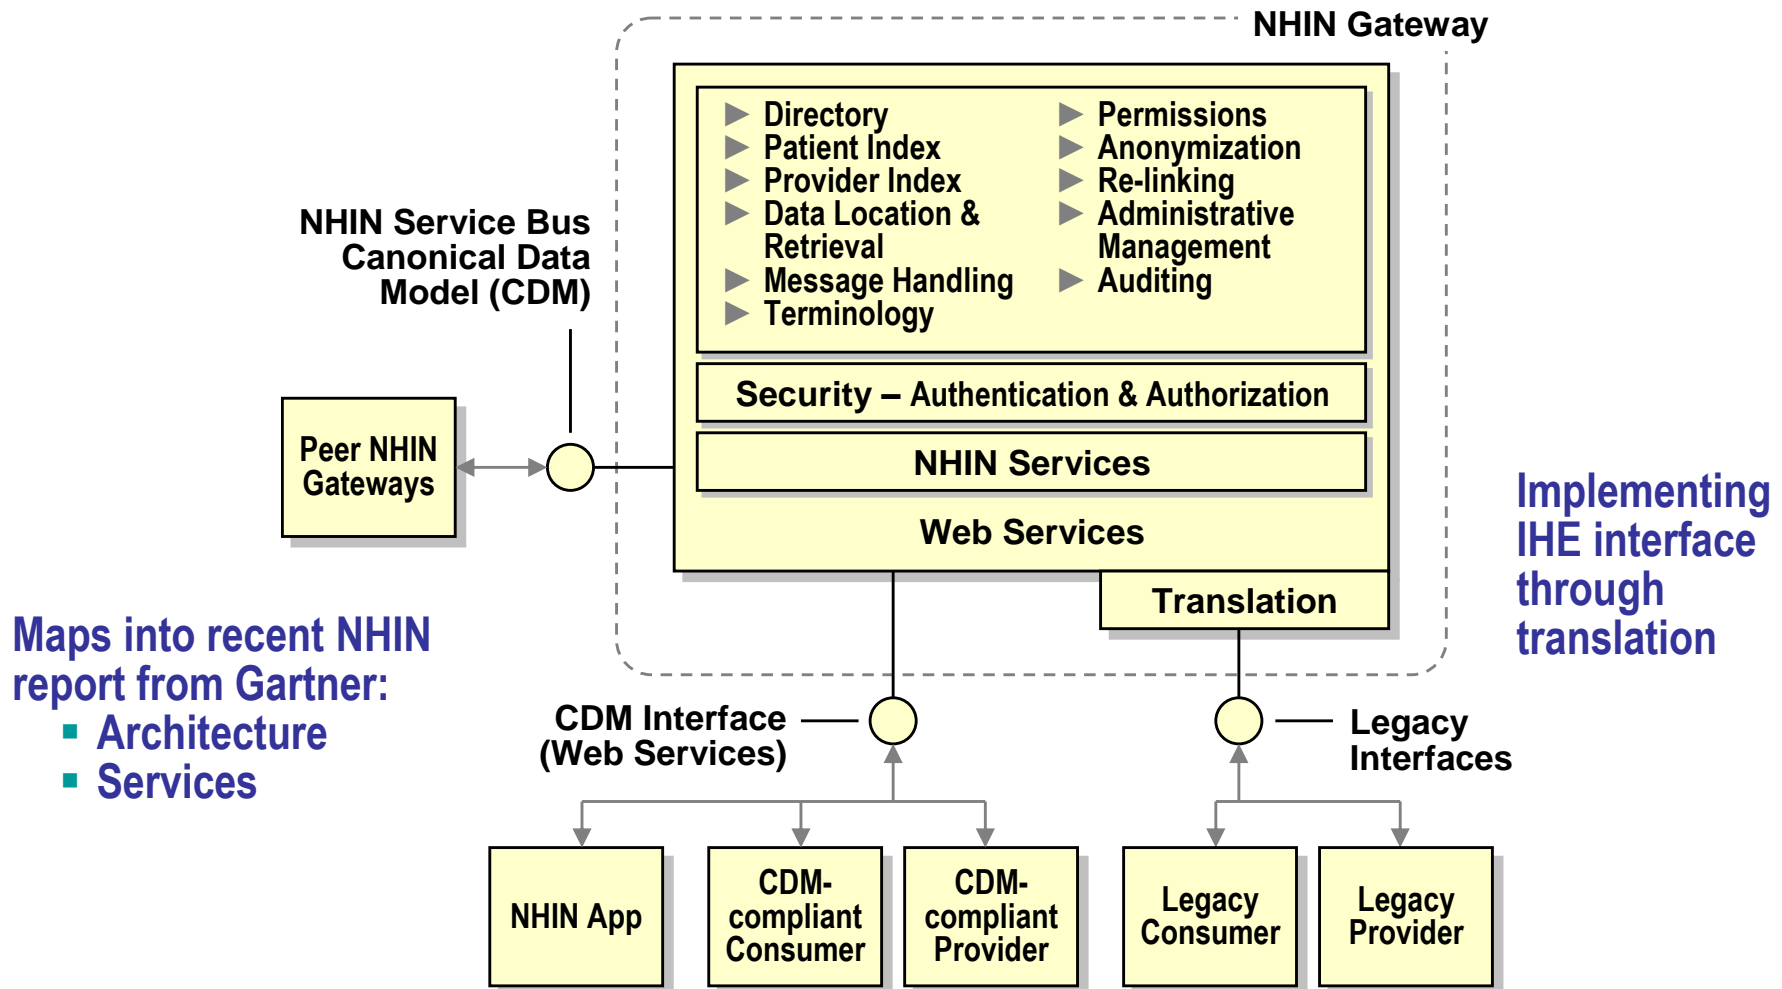 NHIN Gateway
Directory
Patient Index
Provider Index
Data Location &
Retrieval
Message Handling
Terminology
Permissions
Anonymization
Re-linking
Administrative
Management
Auditing
NHIN Service Bus
Canonical Data
Model (CDM)
Security – Authentication & Authorization
Peer NHIN
Gateways
NHIN Services
Web Services
Translation
Implementing
IHE interface
through
translation
Maps into recent NHIN
report from Gartner:
Architecture
Services
CDM Interface
(Web Services)
Legacy
Interfaces
NHIN App
CDM-
compliant
Consumer
CDM-
compliant
Provider
Legacy
Consumer
Legacy
Provider